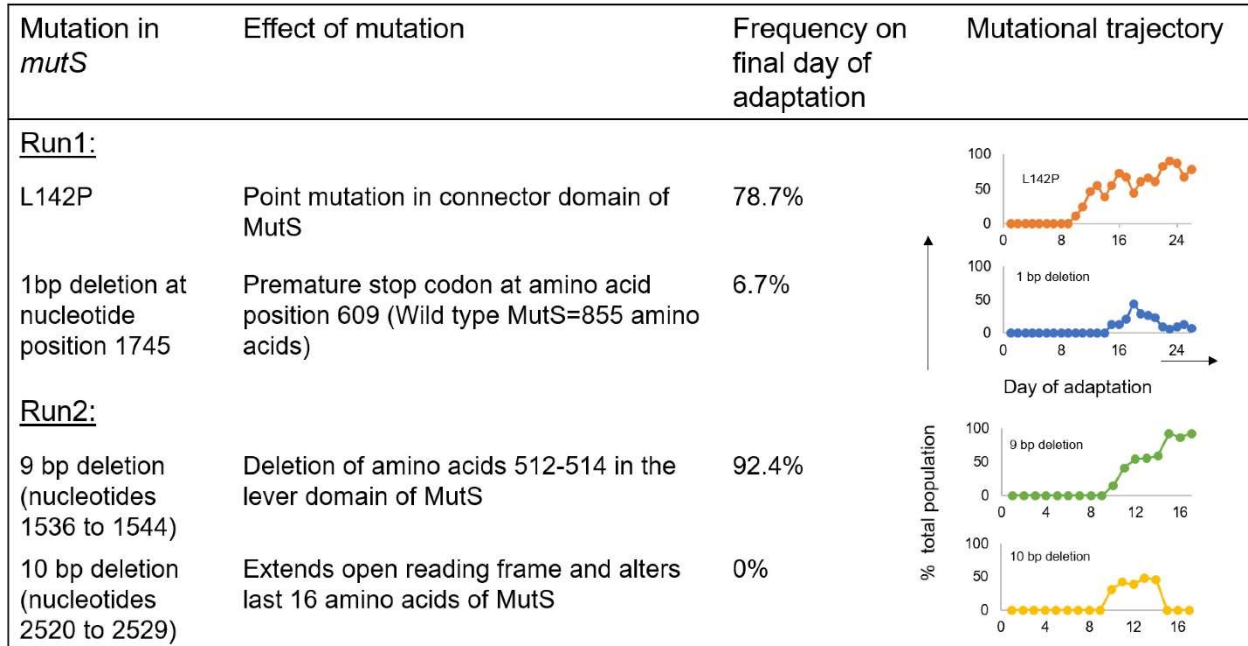 Mutation in mutS
Effect of mutation
Frequency on final day of adaptation
Mutational trajectory
Run1:
L142P
Point mutation in connector domain of MutS
78.7%
100
50
0
L142P
0 8 16 24
1bp deletion at nucleotide position 1745
Premature stop codon at amino acid position 609 (Wild type MutS=855 amino acids)
6.7%
100
50
0
1 bp deletion
0 8 16 24
Day of adaptation
% total population
Run2:
9 bp deletion (nucleotides 1536 to 1544)
Deletion of amino acids 512-514 in the lever domain of MutS
92.4%
100
50
0
9 bp deletion
0 4 8 12 16
10 bp deletion (nucleotides 2520 to 2529)
Extends open reading frame and alters last 16 amino acids of MutS
0%
100
50
0
10 bp deletion
0 4 8 12 16